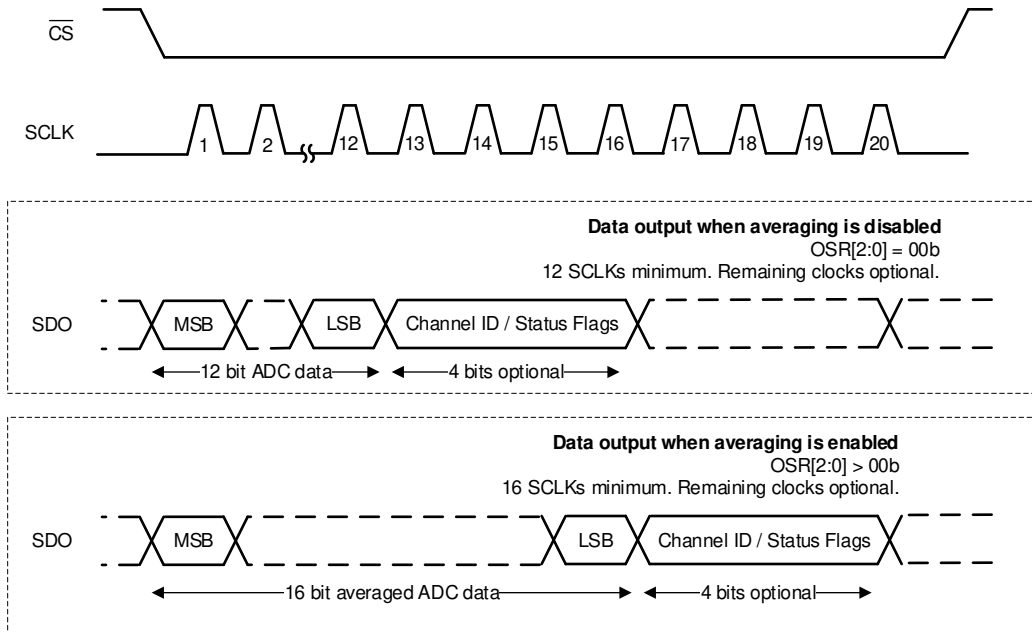 CS
SCLK
1 2 12 13 14 15 16 17 18 19 20
Data output when averaging is disabled
OSR[2:0] = 00b
12 SCLKs minimum. Remaining clocks optional.
SDO
MSB LSB Channel ID / Status Flags
12 bit ADC data 4 bits optional
Data output when averaging is enabled
OSR[2:0] > 00b
16 SCLKs minimum. Remaining clocks optional.
SDO
MSB LSB Channel ID / Status Flags
16 bit averaged ADC data 4 bits optional